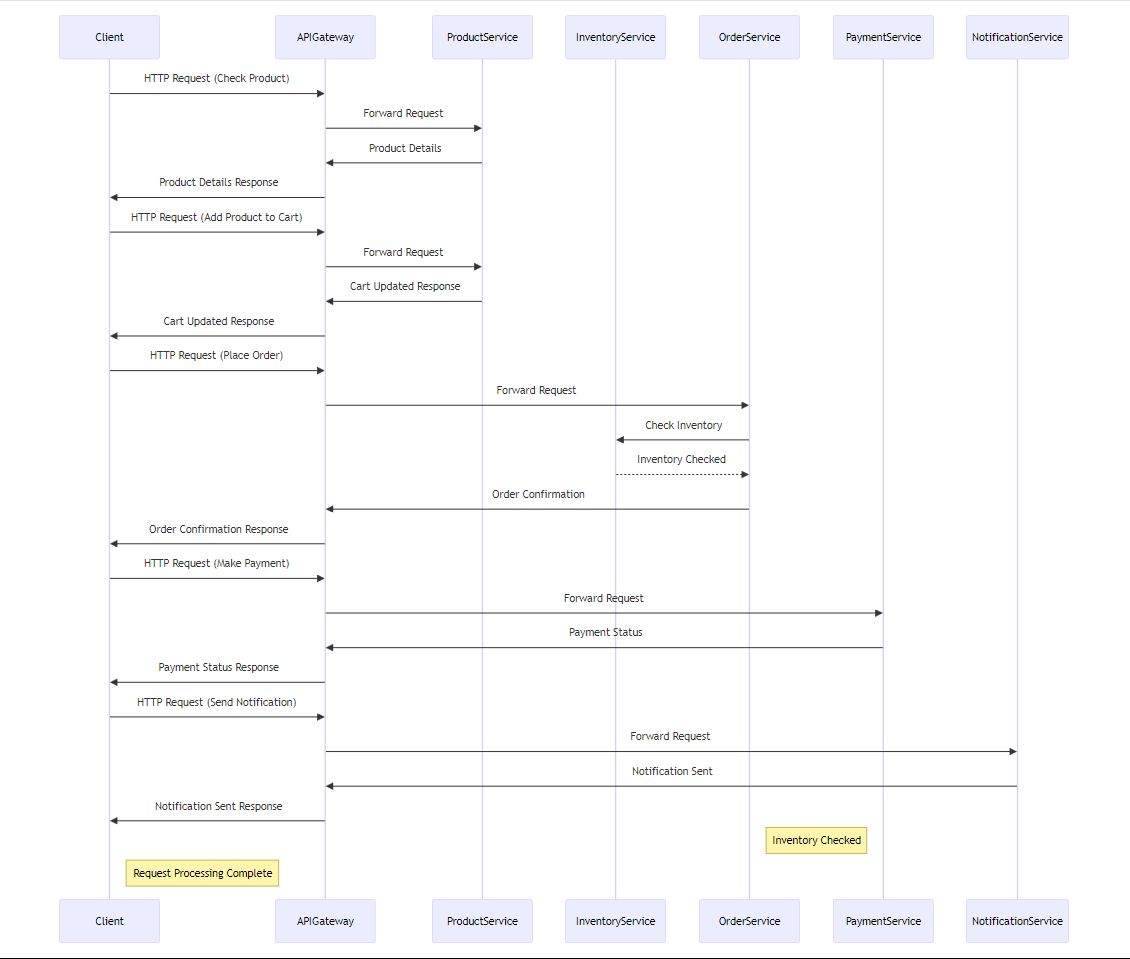 Client APIGateway ProductService InventoryService OrderService PaymentService NotificationService
HTTP Request (Check Product)
Forward Request
Product Details
Product Details Response
HTTP Request (Add Product to Cart)
Forward Request
Cart Updated Response
Cart Updated Response
HTTP Request (Place Order)
Forward Request
Check Inventory
Inventory Checked
Order Confirmation
Order Confirmation Response
HTTP Request (Make Payment)
Forward Request
Payment Status
Payment Status Response
HTTP Request (Send Notification)
Forward Request
Notification Sent
Notification Sent Response
Inventory Checked
Request Processing Complete
Client APIGateway ProductService InventoryService OrderService PaymentService NotificationService